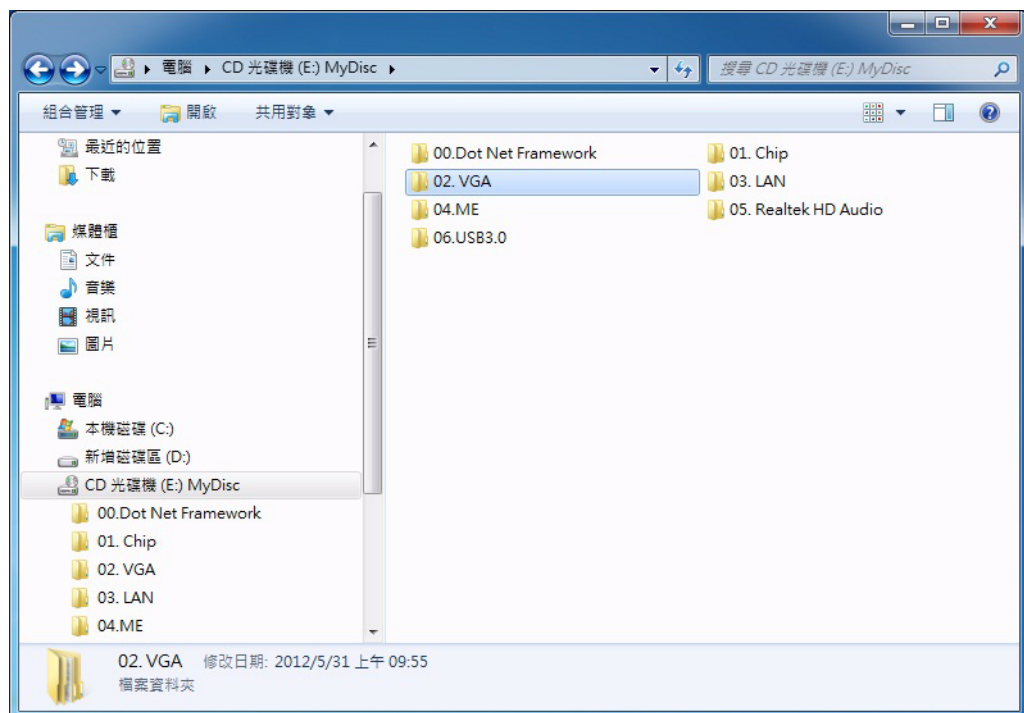 電腦 CD 光碟機 (E:) MyDisc
搜尋 CD 光碟機 (E:) MyDisc
組合管理 開啟 共用對象
最近的位置
下載
媒體櫃
文件
音樂
視訊
圖片
電腦
本機磁碟 (C:)
新增磁碟區 (D:)
CD 光碟機 (E:) MyDisc
00.Dot Net Framework
01. Chip
02. VGA
03. LAN
04.ME
00.Dot Net Framework
01. Chip
02. VGA
03. LAN
04.ME
05. Realtek HD Audio
06.USB3.0
02. VGA 修改日期: 2012/5/31 上午 09:55
檔案資料夾